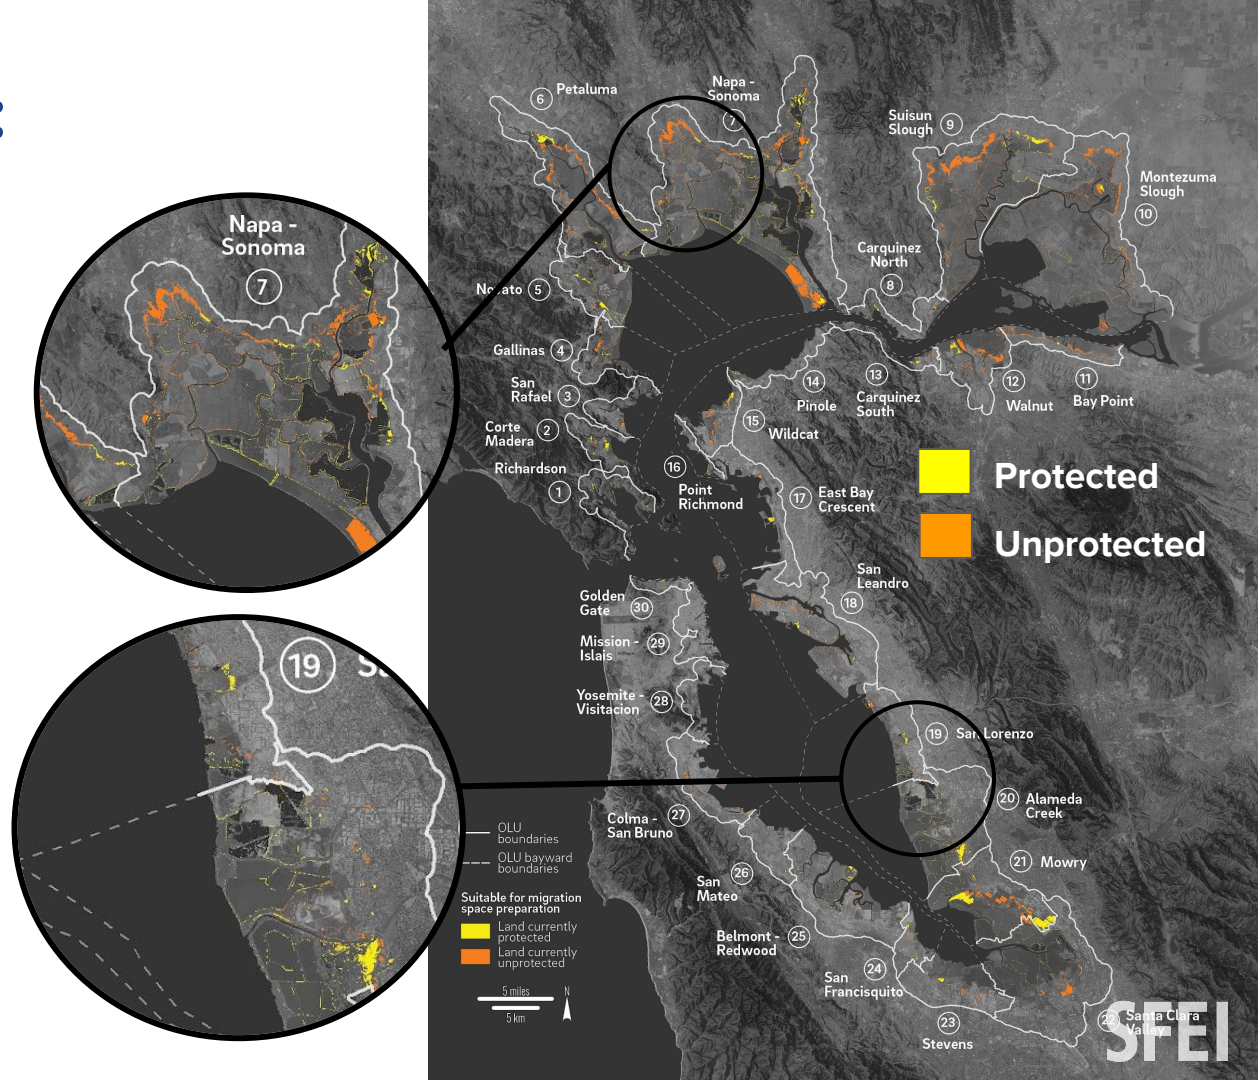 6
Petaluma
Napa -
Sonoma
7
Suisun
Slough
9
Montezuma
Slough
10
Napa -
Sonoma
7
Carquinez
North
8
Novato
5
Gallinas
4
San
Rafael
3
Corte
Madera
2
Richardson
1
14
Pinole
13
Carquinez
South
12
Walnut
11
Bay Point
15
Wildcat
16
Point
Richmond
17
East Bay
Crescent
Protected
Unprotected
San
Leandro
18
Golden
Gate
30
Mission -
Islais
29
Yosemite -
Visitacion
28
19
19
San Lorenzo
20
Alameda
Creek
21
Mowry
27
Colma -
San Bruno
26
San
Mateo
25
Belmont -
Redwood
24
San
Francisquito
23
Stevens
22
Santa Clara
Valley
OLU
boundaries
OLU bayward
boundaries
Suitable for migration
space preparation
Land currently
protected
Land currently
unprotected
5 miles
5 km
N
SFEI